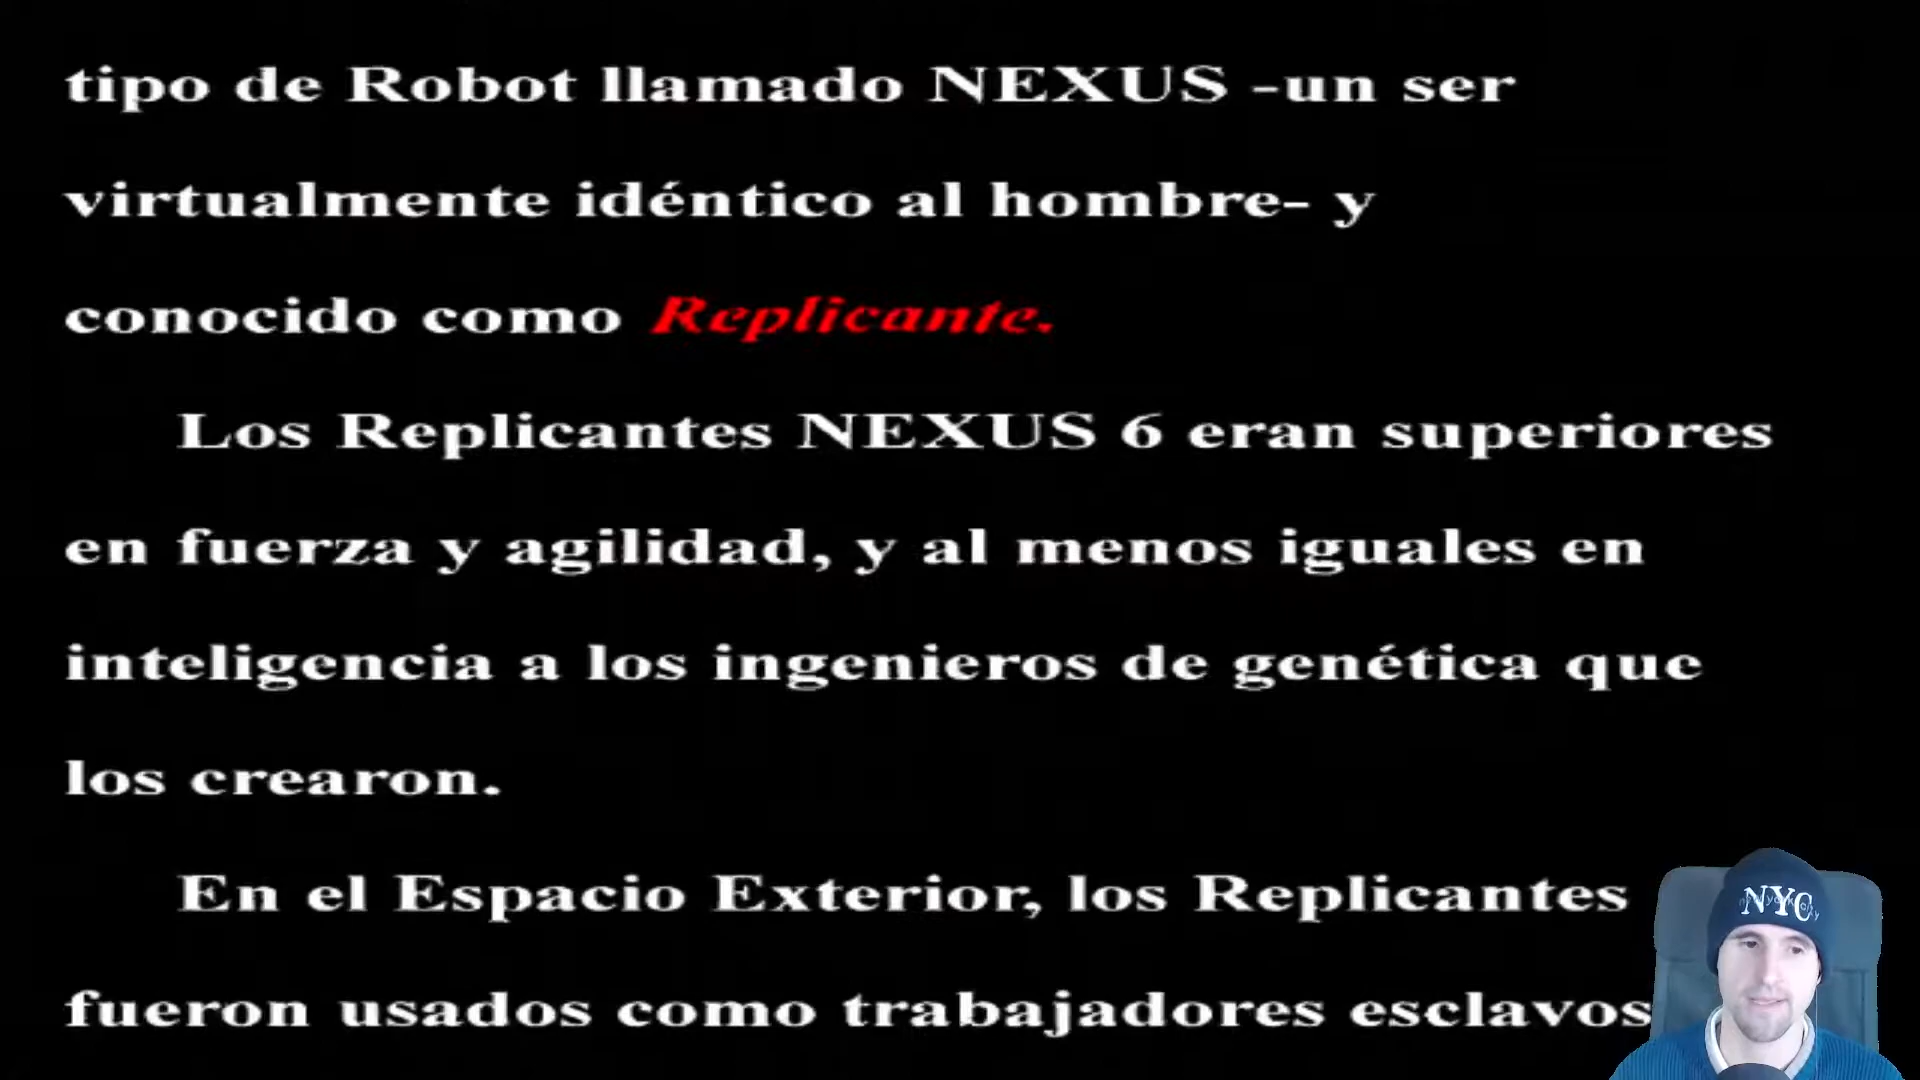 tipo de Robot llamado NEXUS -un ser
virtualmente idéntico al hombre- y
conocido como Replicante.
Los Replicantes NEXUS 6 eran superiores
en fuerza y agilidad, y al menos iguales en
inteligencia a los ingenieros de genética que
los crearon.
En el Espacio Exterior, los Replicantes
fueron usados como trabajadores esclavos
NYC